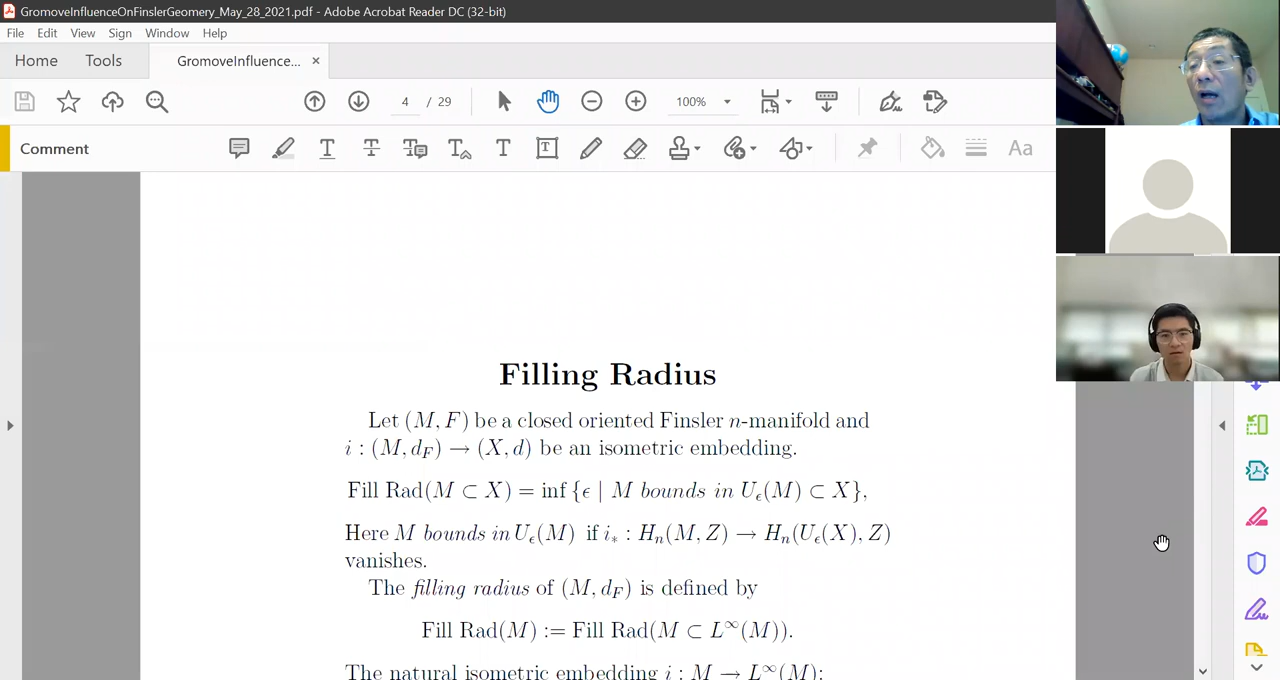 GromoveInfluenceOnFinslerGeomery_May_28_2021.pdf - Adobe Acrobat Reader DC (32-bit)
File Edit View Sign Window Help
Home Tools GromoveInfluence... ×
4 / 29 100%
Comment
Aa
Filling Radius
Let (M, F) be a closed oriented Finsler n-manifold and
i : (M, d_F) → (X, d) be an isometric embedding.
Fill Rad(M ⊂ X) = inf {ϵ | M bounds in U_ϵ(M) ⊂ X},
Here M bounds in U_ϵ(M) if i_* : H_n(M, Z) → H_n(U_ϵ(X), Z)
vanishes.
The filling radius of (M, d_F) is defined by
Fill Rad(M) := Fill Rad(M ⊂ L^∞(M)).
The natural isometric embedding i : M → L^∞(M):